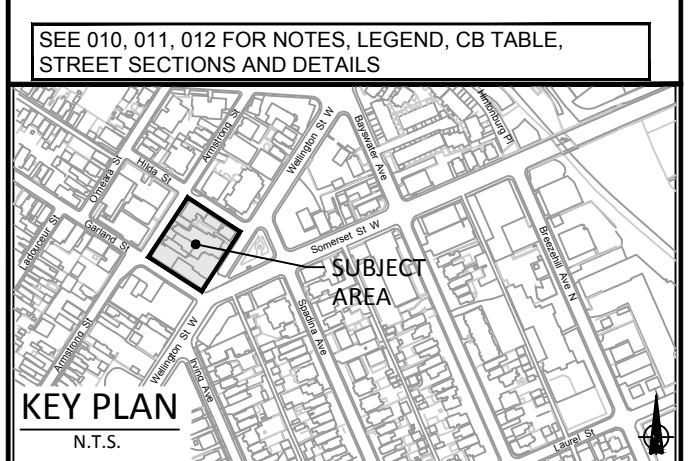 SEE 010, 011, 012 FOR NOTES, LEGEND, CB TABLE,
STREET SECTIONS AND DETAILS
Armstrong St
Wellington St W
Bayswater Ave
Hintonburg Pl
Omeara St
Hilda St
Ladouceur St
Garland St
Somerset St W
Breezehill Ave N
SUBJECT
AREA
Armstrong St
Wellington St W
Irving Ave
Spadina Ave
Laurel St
KEY PLAN
N.T.S.